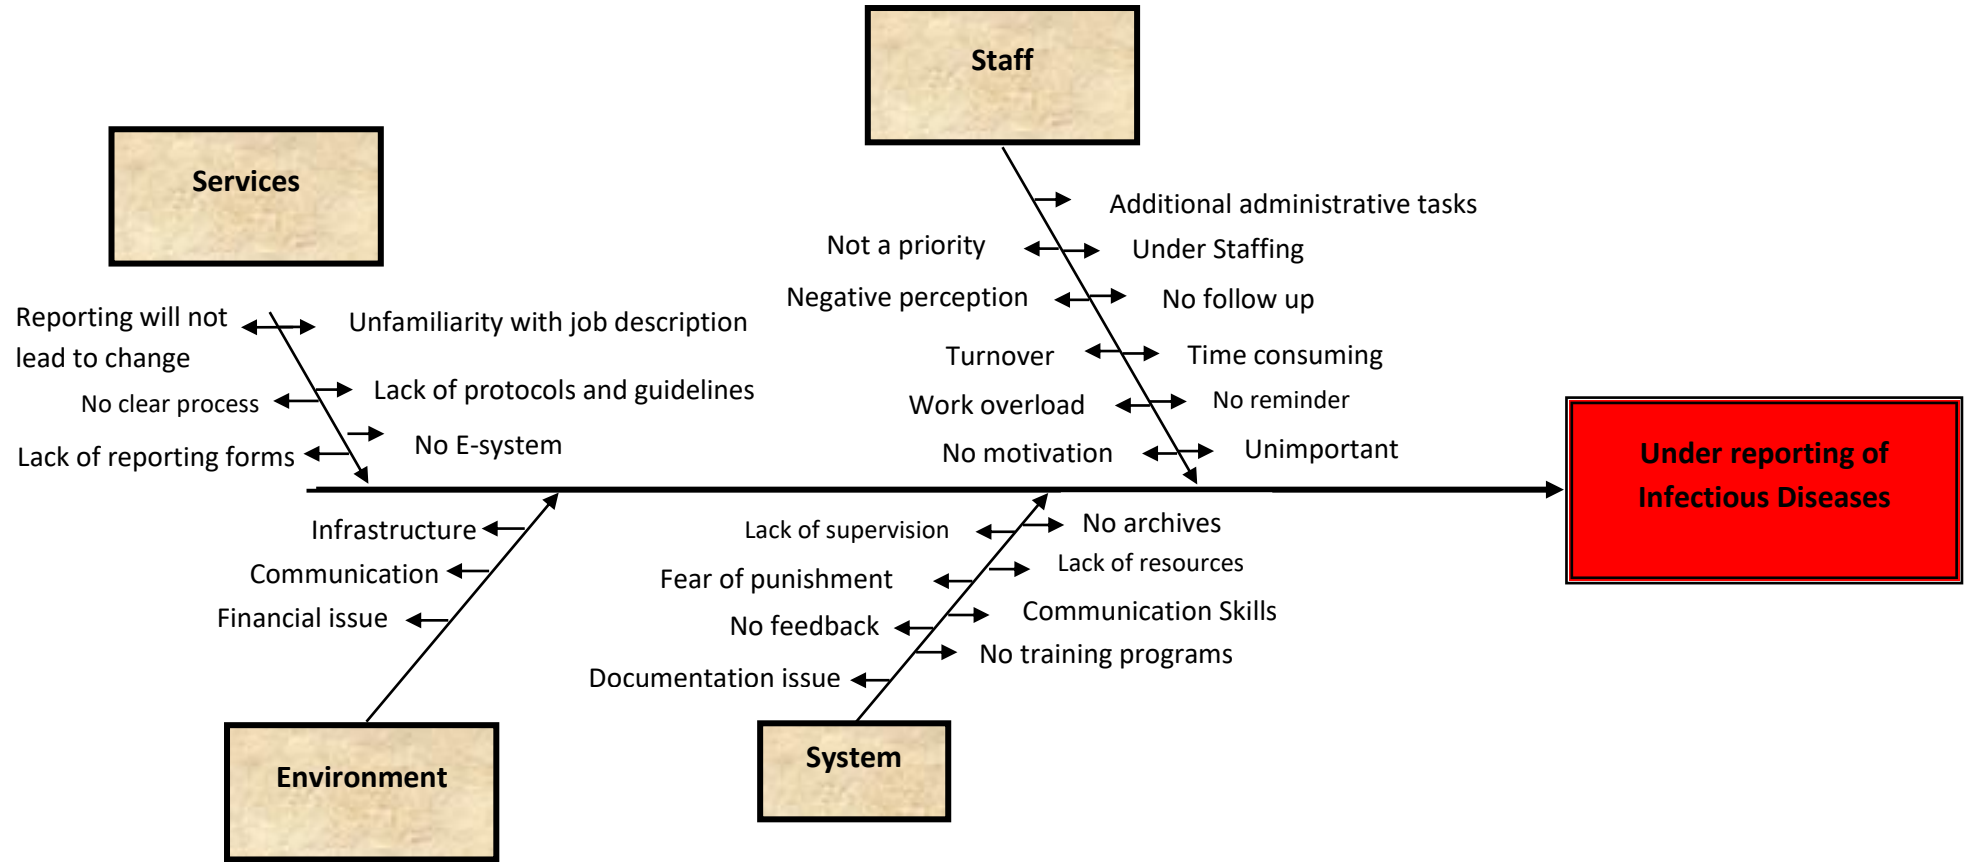 Staff
Services
Additional administrative tasks
Not a priority
Under Staffing
Negative perception
No follow up
Reporting will not
lead to change
Unfamiliarity with job description
Turnover
Time consuming
No clear process
Lack of protocols and guidelines
Work overload
No reminder
Lack of reporting forms
No E-system
No motivation
Unimportant
Under reporting of
Infectious Diseases
Infrastructure
Communication
Financial issue
Lack of supervision
No archives
Fear of punishment
Lack of resources
No feedback
Communication Skills
Documentation issue
No training programs
Environment
System